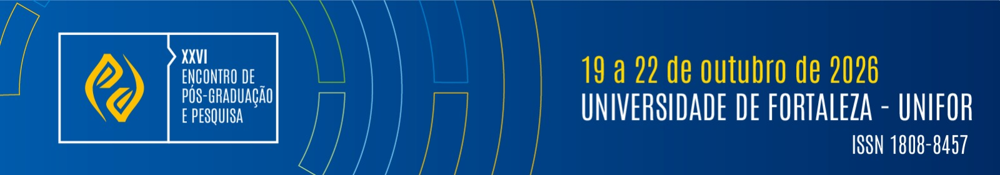 XXVI
ENCONTRO DE
PÓS-GRADUAÇÃO
E PESQUISA
19 a 22 de outubro de 2026
UNIVERSIDADE DE FORTALEZA - UNIFOR
ISSN 1808-8457